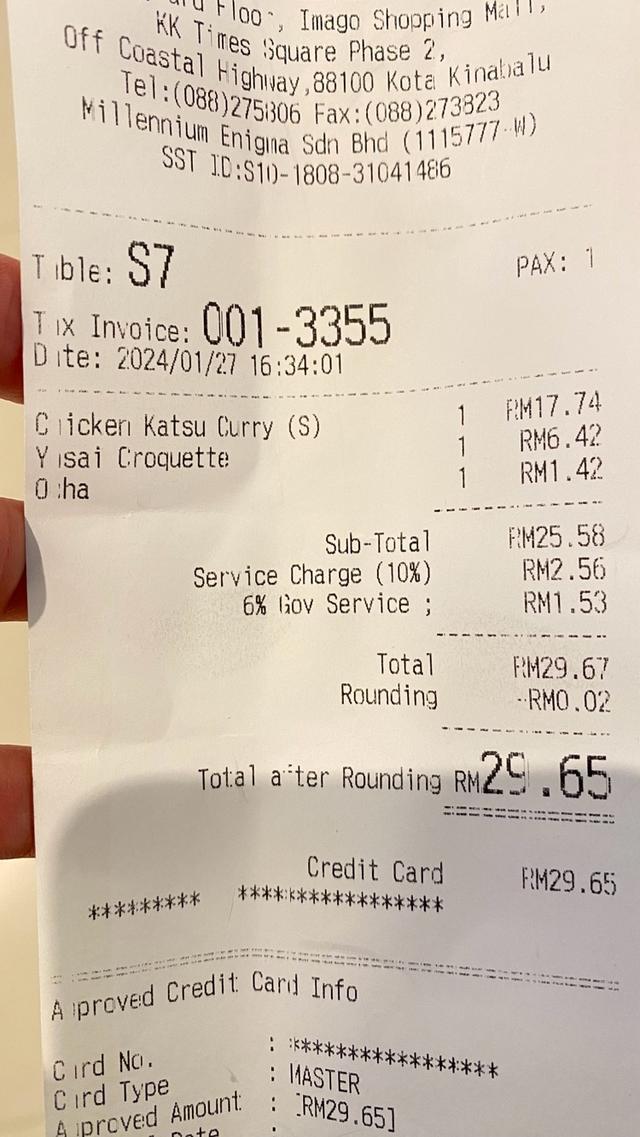 Floor, Imago Shopping Mall,
KK Times Square Phase 2,
Off Coastal Highway,88100 Kota Kinabalu
Tel:(088)275806 Fax:(088)273823
Millennium Enigma Sdn Bhd (1115777-W)
SST ID:S10-1808-31041486
Table: S7 PAX: 1
Tax Invoice: 001-3355
Date: 2024/01/27 16:34:01
Chicken Katsu Curry (S) 1 RM17.74
Yasai Croquette 1 RM6.42
Ocha 1 RM1.42
Sub-Total RM25.58
Service Charge (10%) RM2.56
6% Gov Service ; RM1.53
Total RM29.67
Rounding -RM0.02
Total after Rounding RM29.65
Credit Card RM29.65
********* *****************
Approved Credit Card Info
Card No. : *****************
Card Type : MASTER
Approved Amount : [RM29.65]
Date :